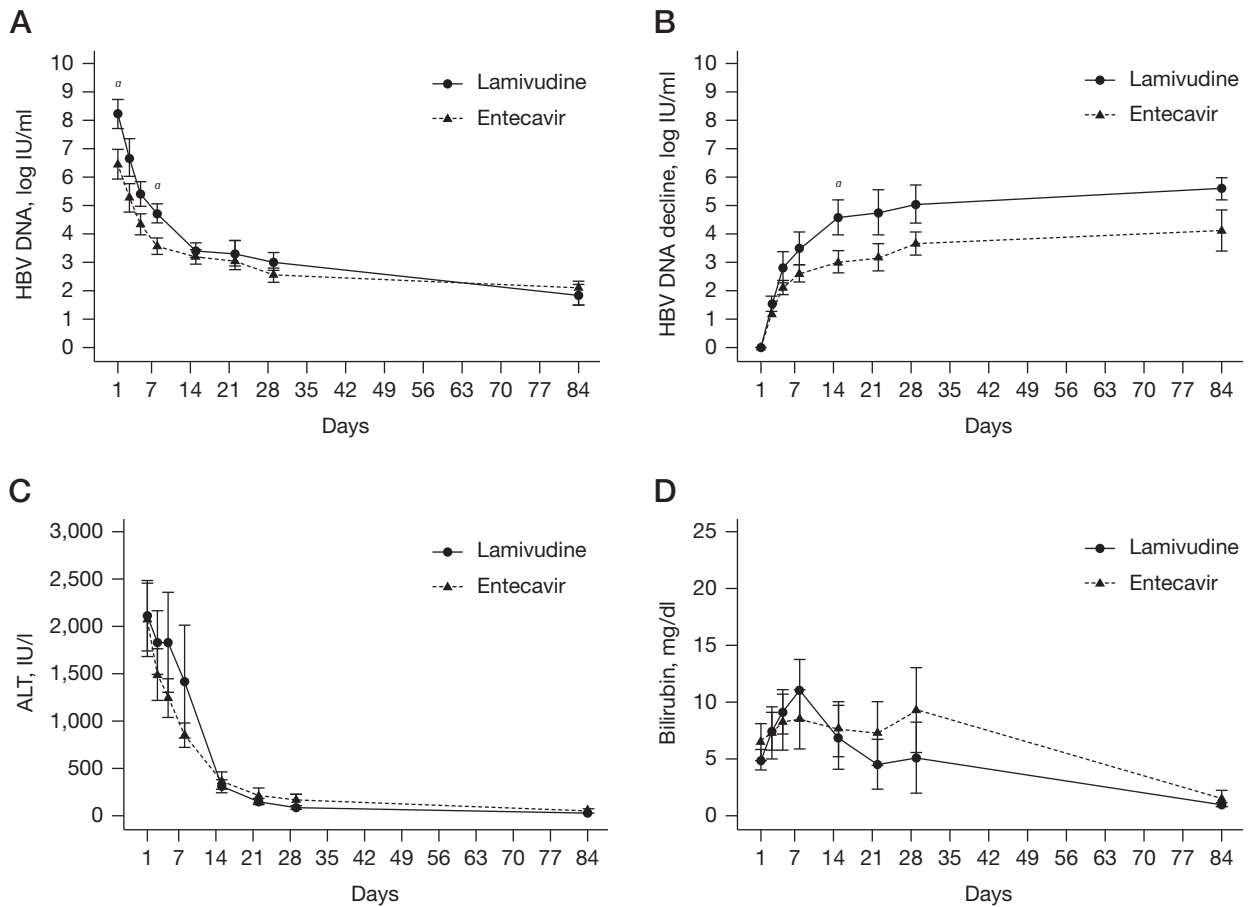 A
HBV DNA, log IU/ml
10
9
8
7
6
5
4
3
2
1
0
a
a
Lamivudine
Entecavir
1 7 14 21 28 35 42 49 56 63 70 77 84
Days
B
HBV DNA decline, log IU/ml
10
9
8
7
6
5
4
3
2
1
0
a
Lamivudine
Entecavir
1 7 14 21 28 35 42 49 56 63 70 77 84
Days
C
ALT, IU/l
3,000
2,500
2,000
1,500
1,000
500
0
Lamivudine
Entecavir
1 7 14 21 28 35 42 49 56 63 70 77 84
Days
D
Bilirubin, mg/dl
25
20
15
10
5
0
Lamivudine
Entecavir
1 7 14 21 28 35 42 49 56 63 70 77 84
Days